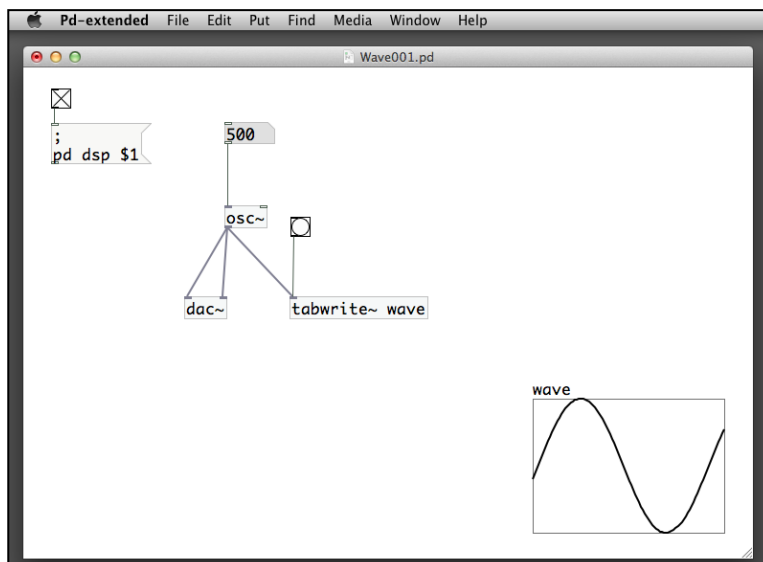 Pd-extended File Edit Put Find Media Window Help
Wave001.pd
;
pd dsp $1
500
osc~
dac~
tabwrite~ wave
wave